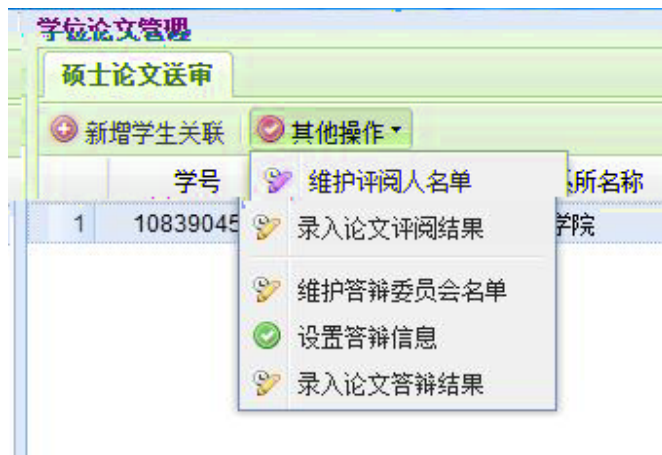 学位论文管理
硕士论文送审
新增学生关联 其他操作
学号 所名称
维护评阅人名单
1 10839045 学院
录入论文评阅结果
维护答辩委员会名单
设置答辩信息
录入论文答辩结果